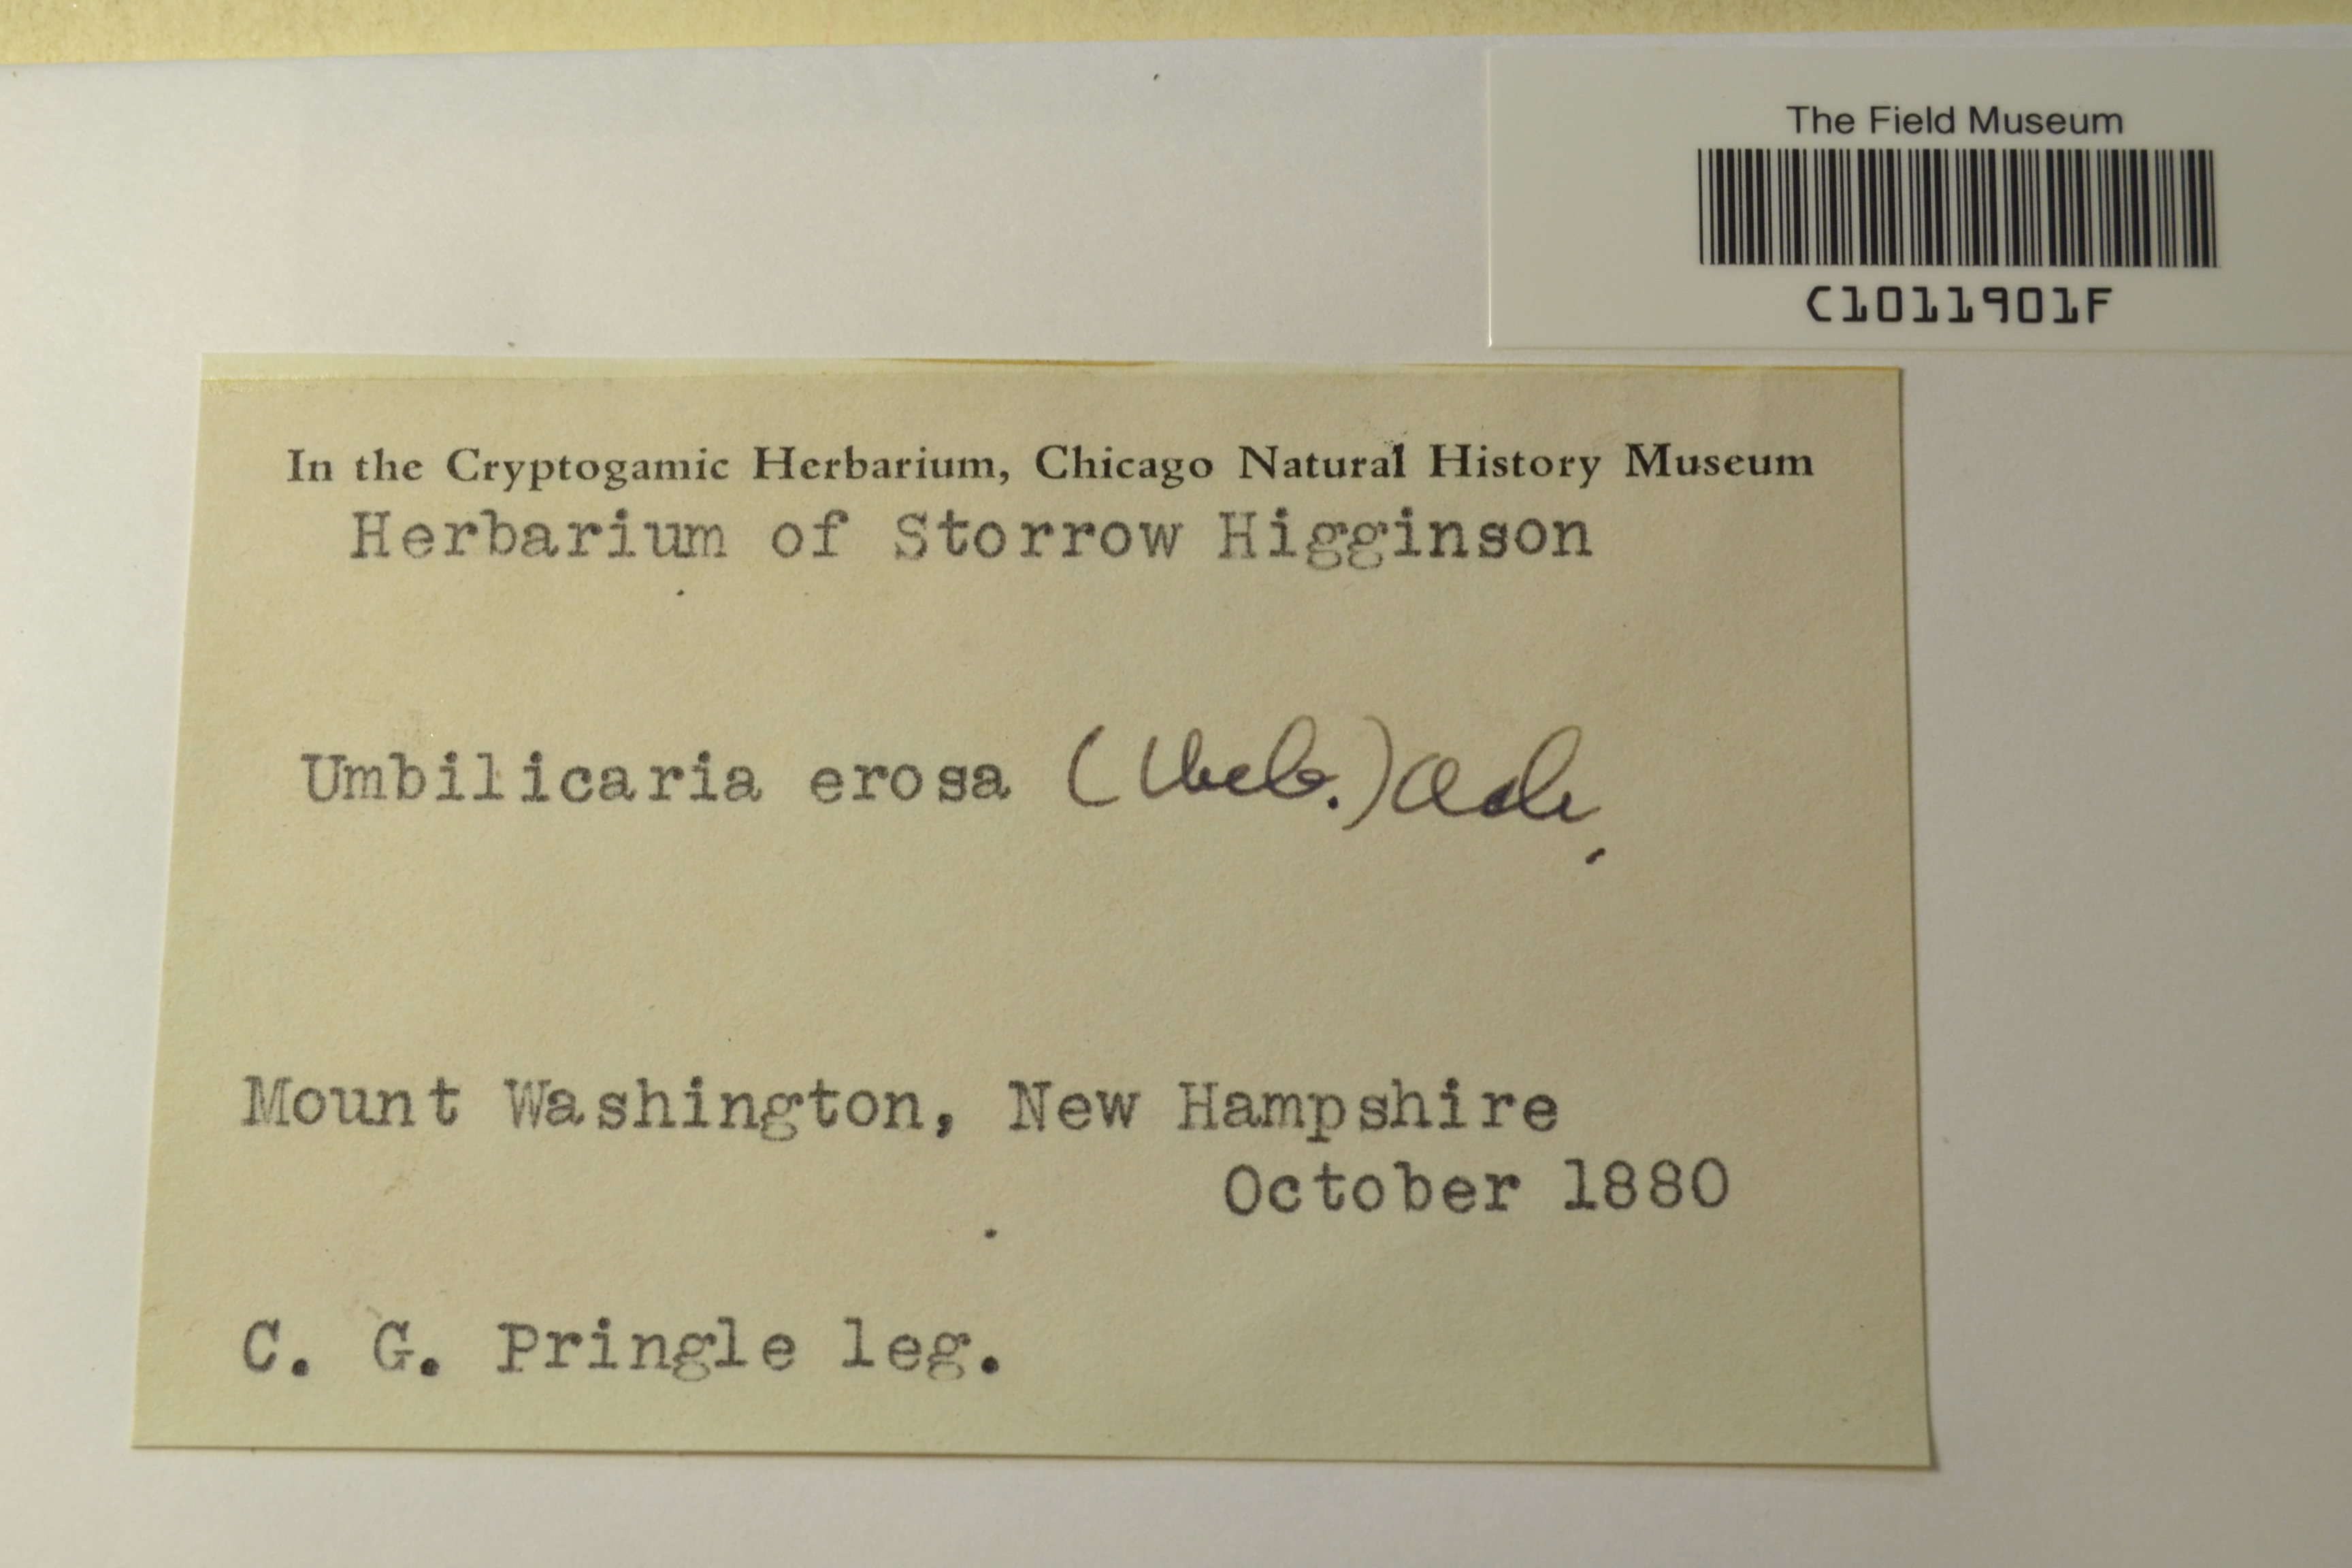 The Field Museum
C1011901F
In the Cryptogamic Herbarium, Chicago Natural History Museum
Herbarium of Storrow Higginson
Umbilicaria erosa (Web.) Ach.
Mount Washington, New Hampshire
October 1880
C. G. Pringle leg.